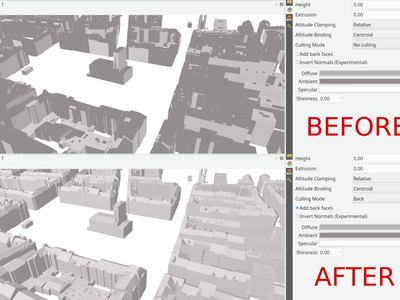 1
Height 0,00
Extrusion 0,00
Altitude Clamping Relative
Altitude Binding Centroid
Culling Mode No culling
Add back faces
Invert Normals (Experimental)
Diffuse
Ambient
Specular
Shininess 0,00
BEFORE
1
Height 0,00
Extrusion 0,00
Altitude Clamping Relative
Altitude Binding Centroid
Culling Mode Back
Add back faces
Invert Normals (Experimental)
Diffuse
Ambient
Specular
Shininess 0,00
AFTER